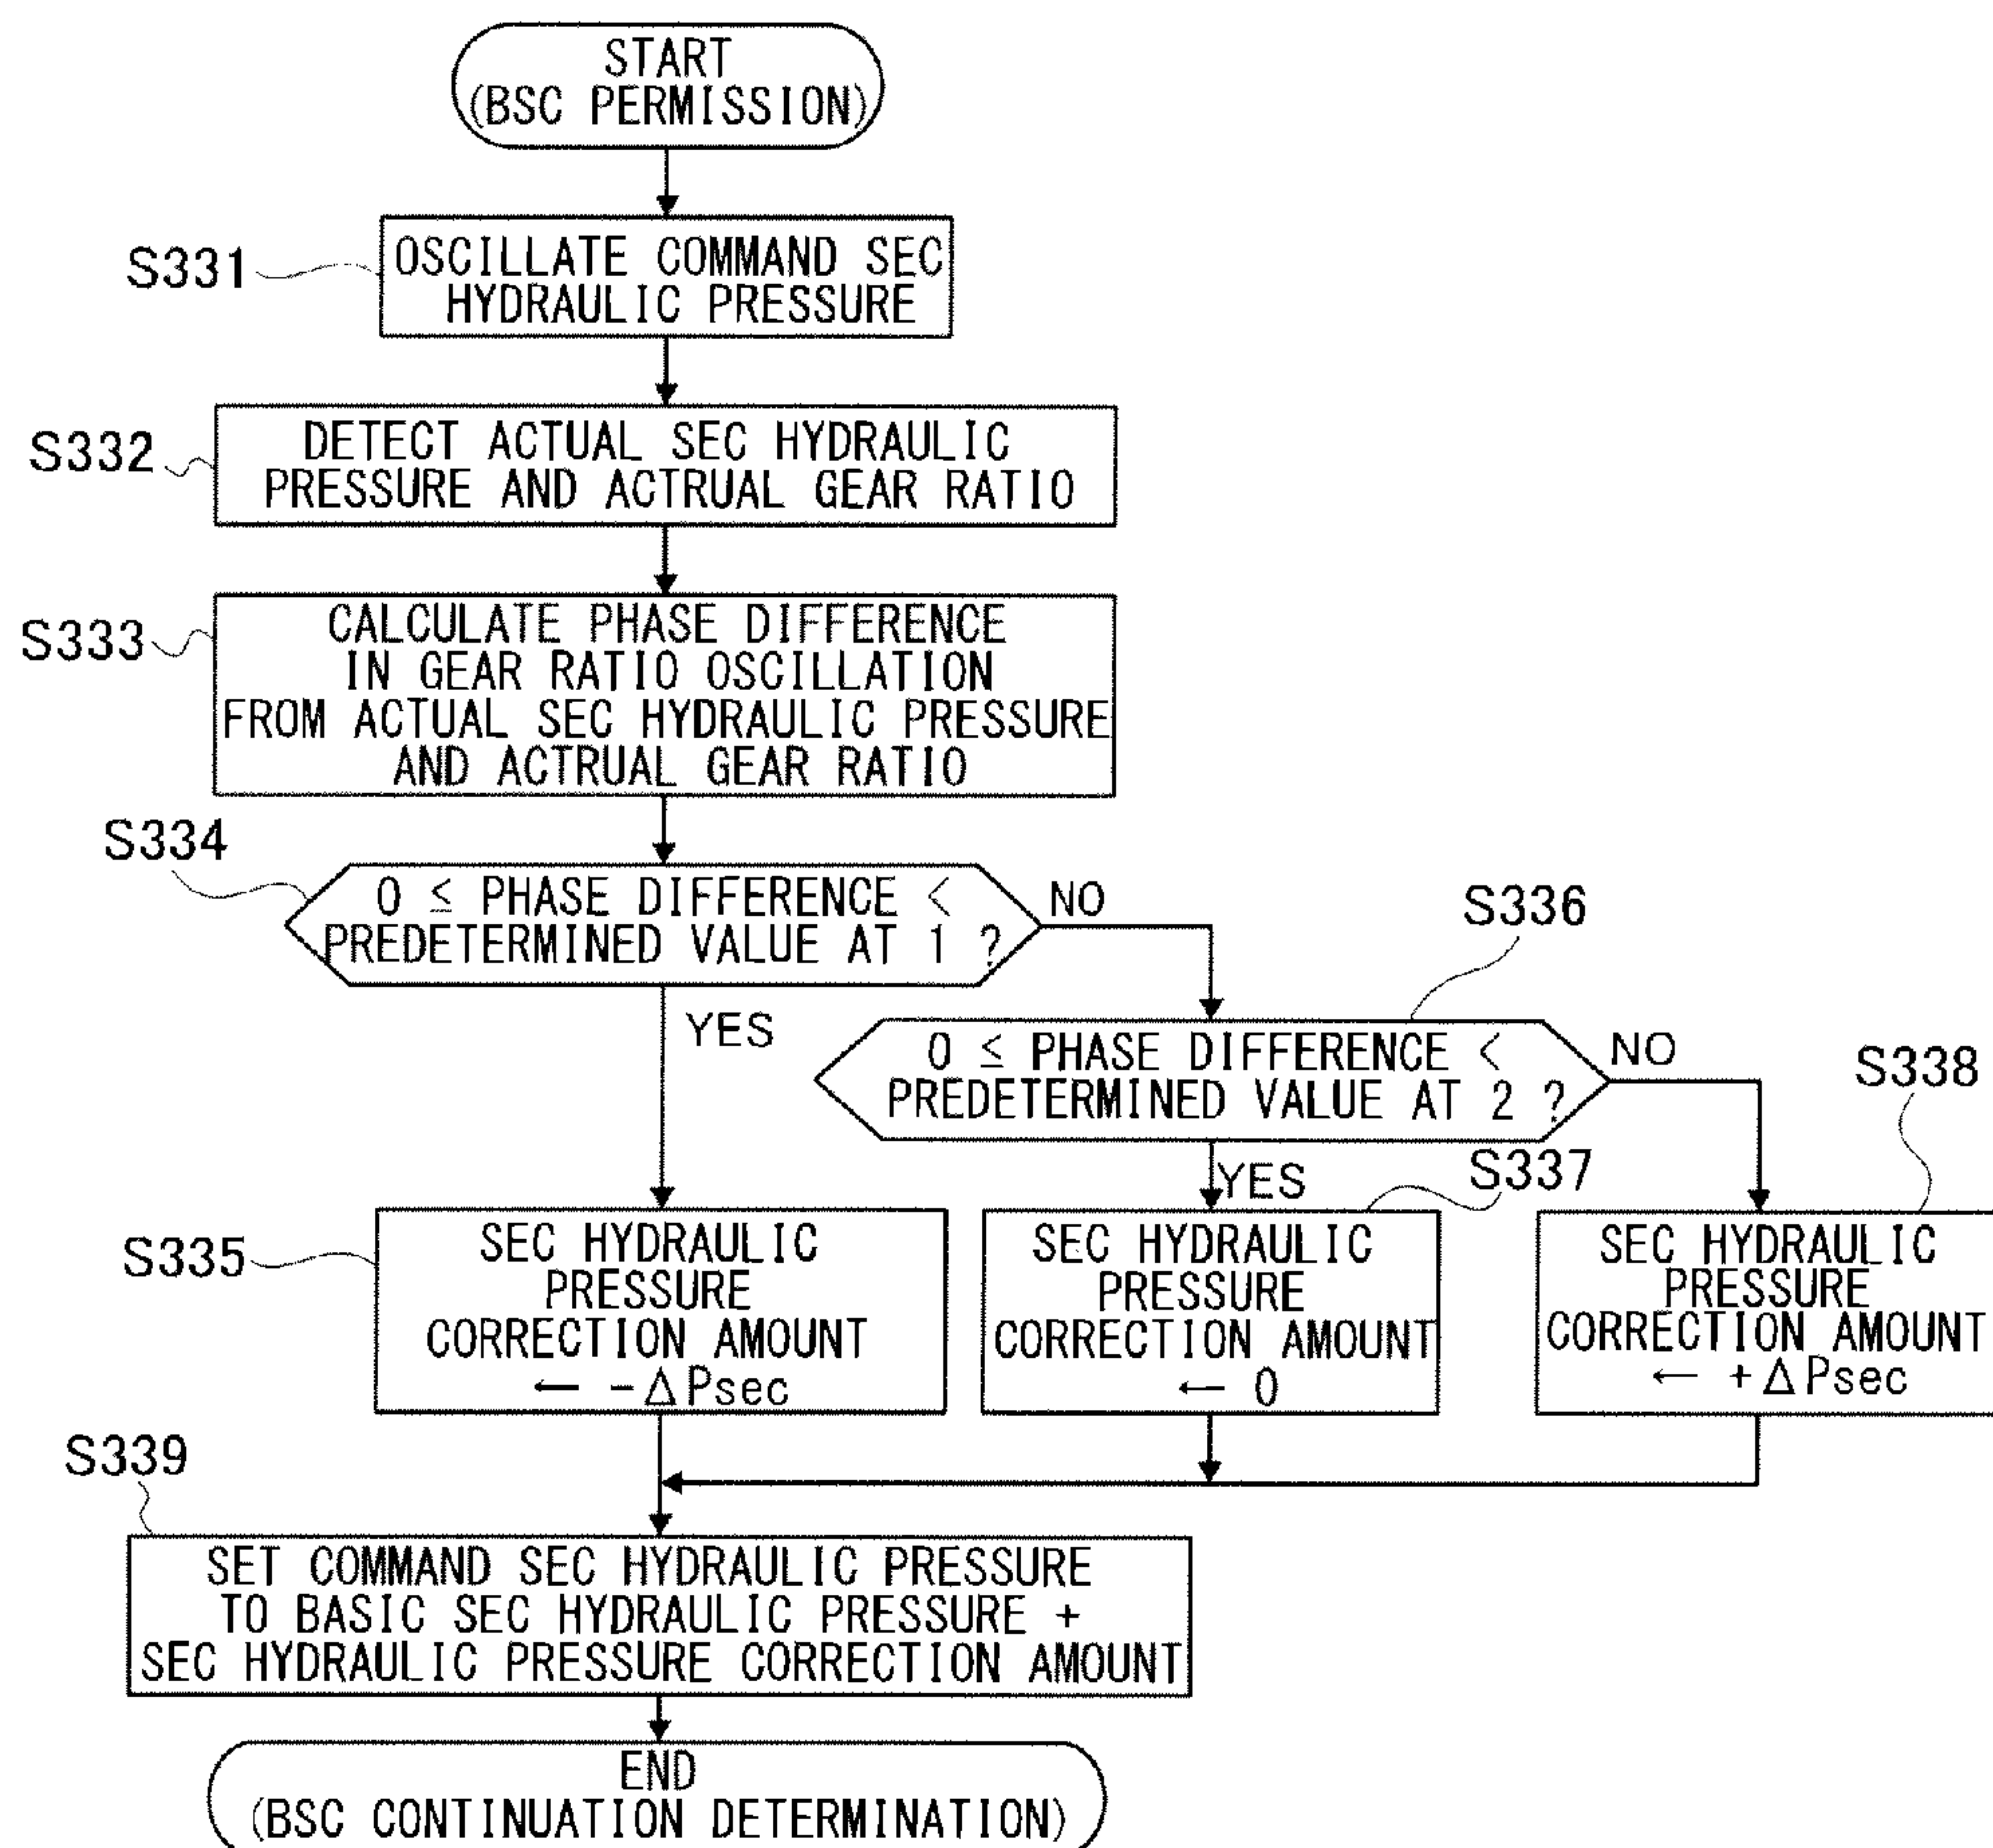 START
(BSC PERMISSION)
S331
OSCILLATE COMMAND SEC
HYDRAULIC PRESSURE
S332
DETECT ACTUAL SEC HYDRAULIC
PRESSURE AND ACTRUAL GEAR RATIO
S333
CALCULATE PHASE DIFFERENCE
IN GEAR RATIO OSCILLATION
FROM ACTUAL SEC HYDRAULIC PRESSURE
AND ACTRUAL GEAR RATIO
S334
0 ≤ PHASE DIFFERENCE <
PREDETERMINED VALUE AT 1 ?
NO
YES
S336
0 ≤ PHASE DIFFERENCE <
PREDETERMINED VALUE AT 2 ?
NO
YES
S335
SEC HYDRAULIC
PRESSURE
CORRECTION AMOUNT
← -ΔPsec
S337
SEC HYDRAULIC
PRESSURE
CORRECTION AMOUNT
← 0
S338
SEC HYDRAULIC
PRESSURE
CORRECTION AMOUNT
← +ΔPsec
S339
SET COMMAND SEC HYDRAULIC PRESSURE
TO BASIC SEC HYDRAULIC PRESSURE +
SEC HYDRAULIC PRESSURE CORRECTION AMOUNT
END
(BSC CONTINUATION DETERMINATION)